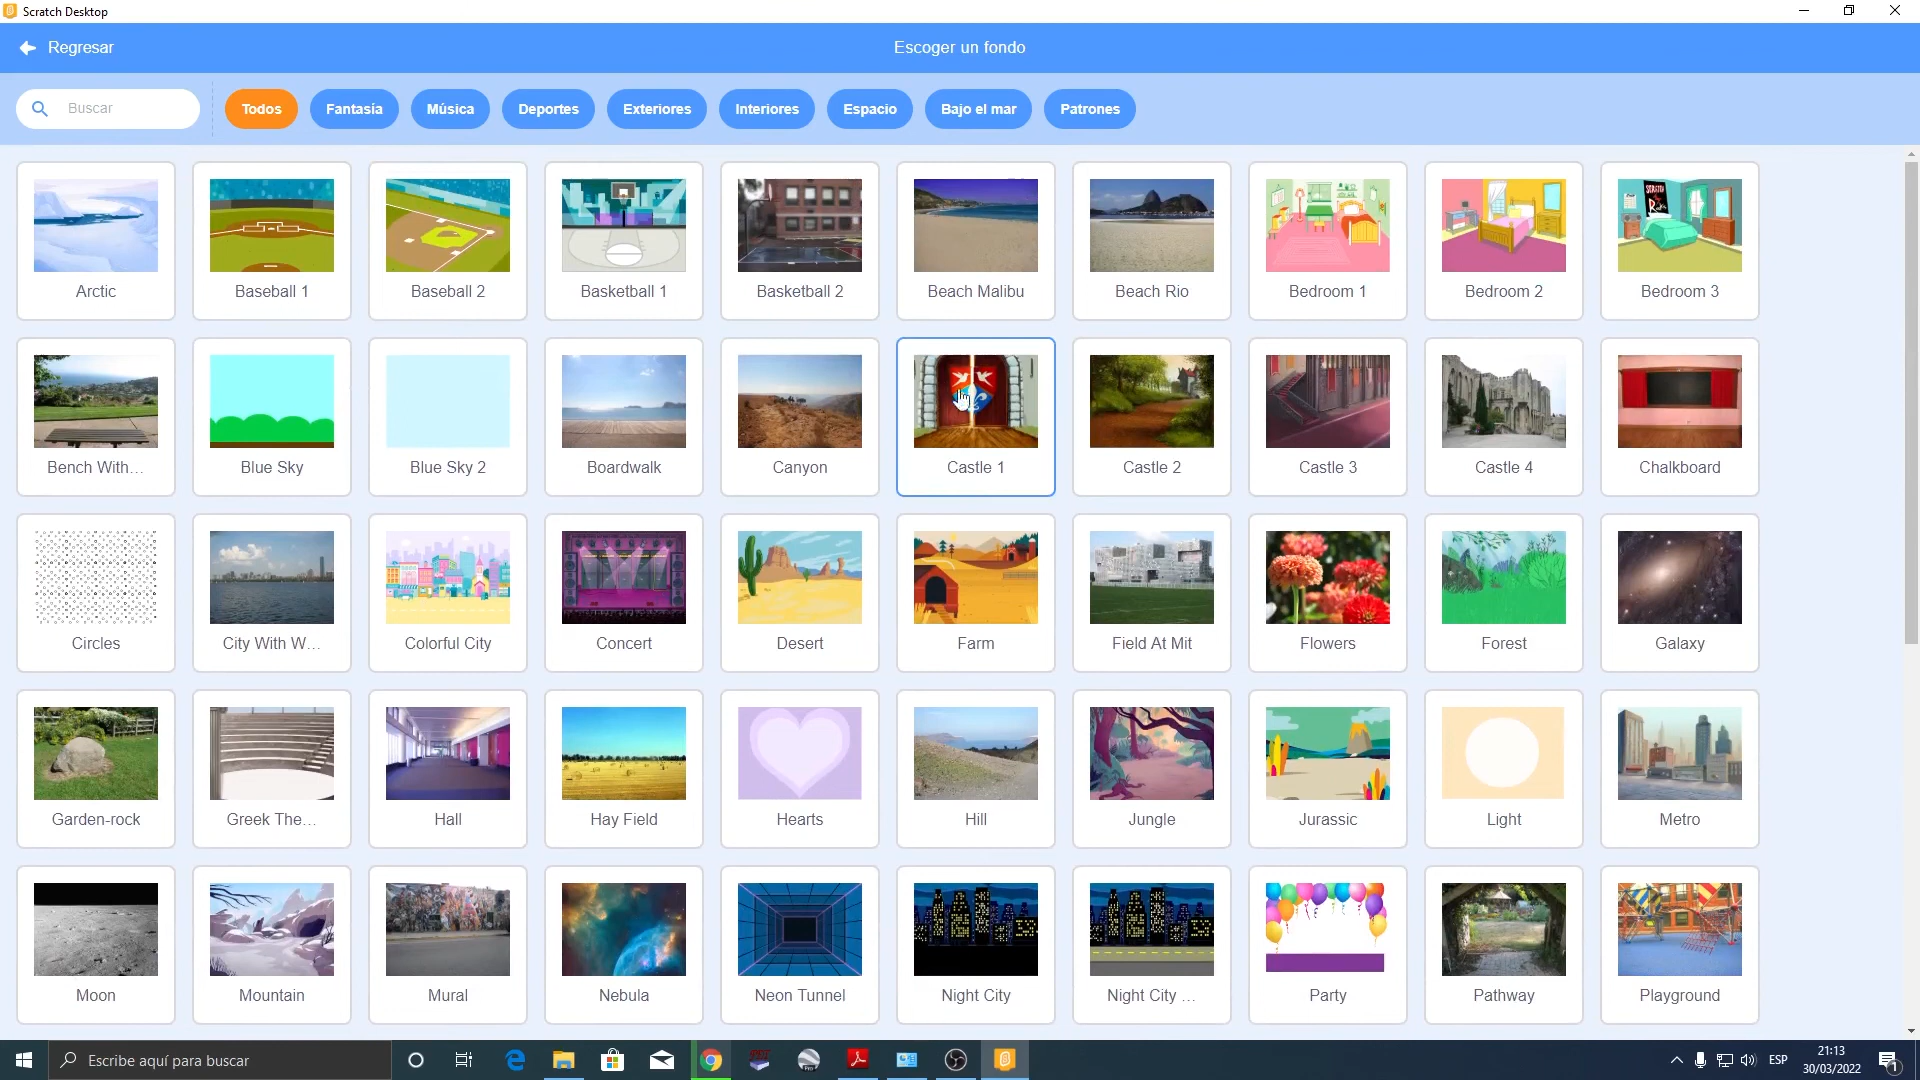 Scratch Desktop
Regresar
Escoger un fondo
Buscar
Todos
Fantasía
Música
Deportes
Exteriores
Interiores
Espacio
Bajo el mar
Patrones
Arctic
Baseball 1
Baseball 2
Basketball 1
Basketball 2
Beach Malibu
Beach Rio
Bedroom 1
Bedroom 2
Bedroom 3
Bench With...
Blue Sky
Blue Sky 2
Boardwalk
Canyon
Castle 1
Castle 2
Castle 3
Castle 4
Chalkboard
Circles
City With W...
Colorful City
Concert
Desert
Farm
Field At Mit
Flowers
Forest
Galaxy
Garden-rock
Greek The...
Hall
Hay Field
Hearts
Hill
Jungle
Jurassic
Light
Metro
Moon
Mountain
Mural
Nebula
Neon Tunnel
Night City
Night City ...
Party
Pathway
Playground
Escribe aquí para buscar
ESP
21:13
30/03/2022
1